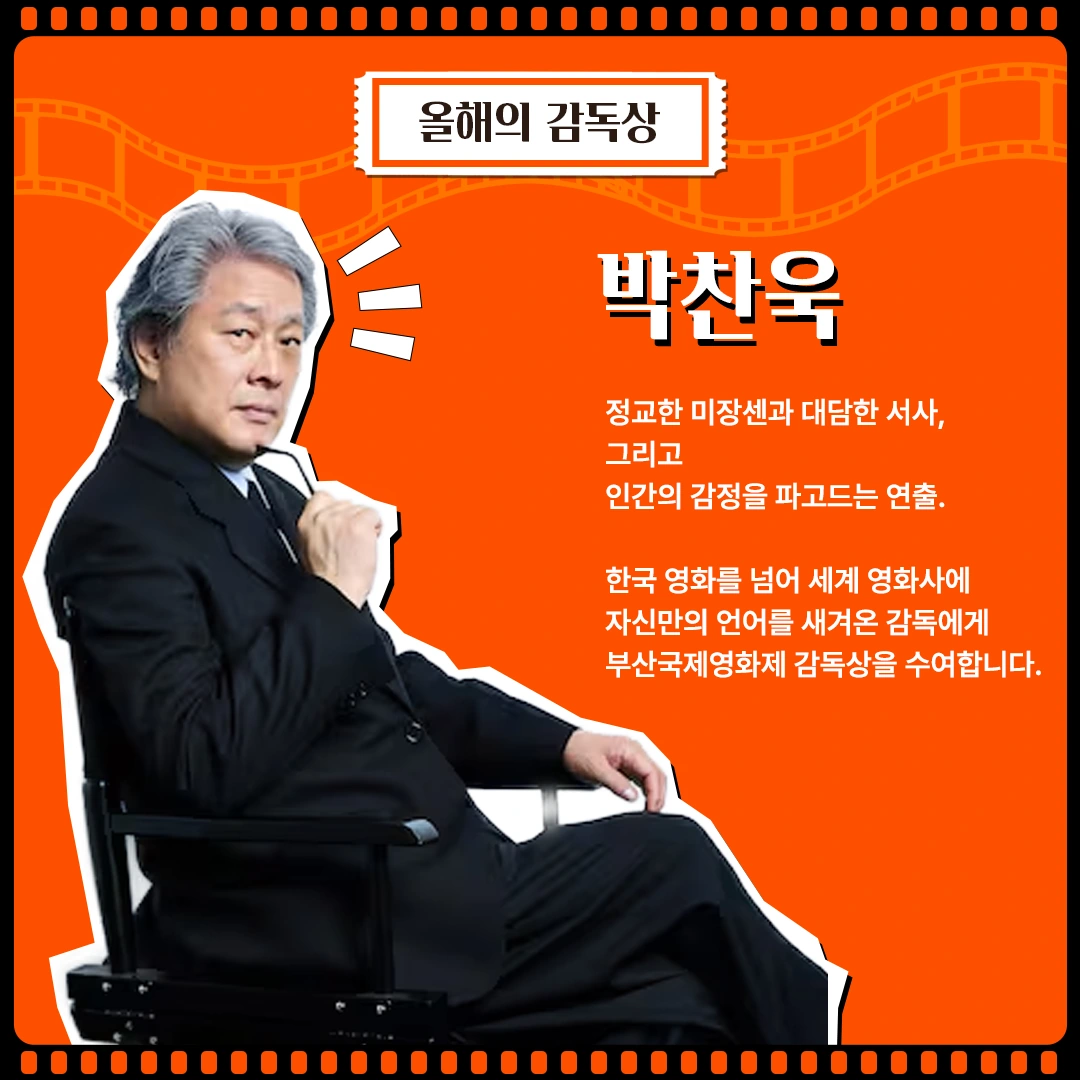 올해의 감독상
박찬욱
정교한 미장센과 대담한 서사,
그리고
인간의 감정을 파고드는 연출.
한국 영화를 넘어 세계 영화사에
자신만의 언어를 새겨온 감독에게
부산국제영화제 감독상을 수여합니다.